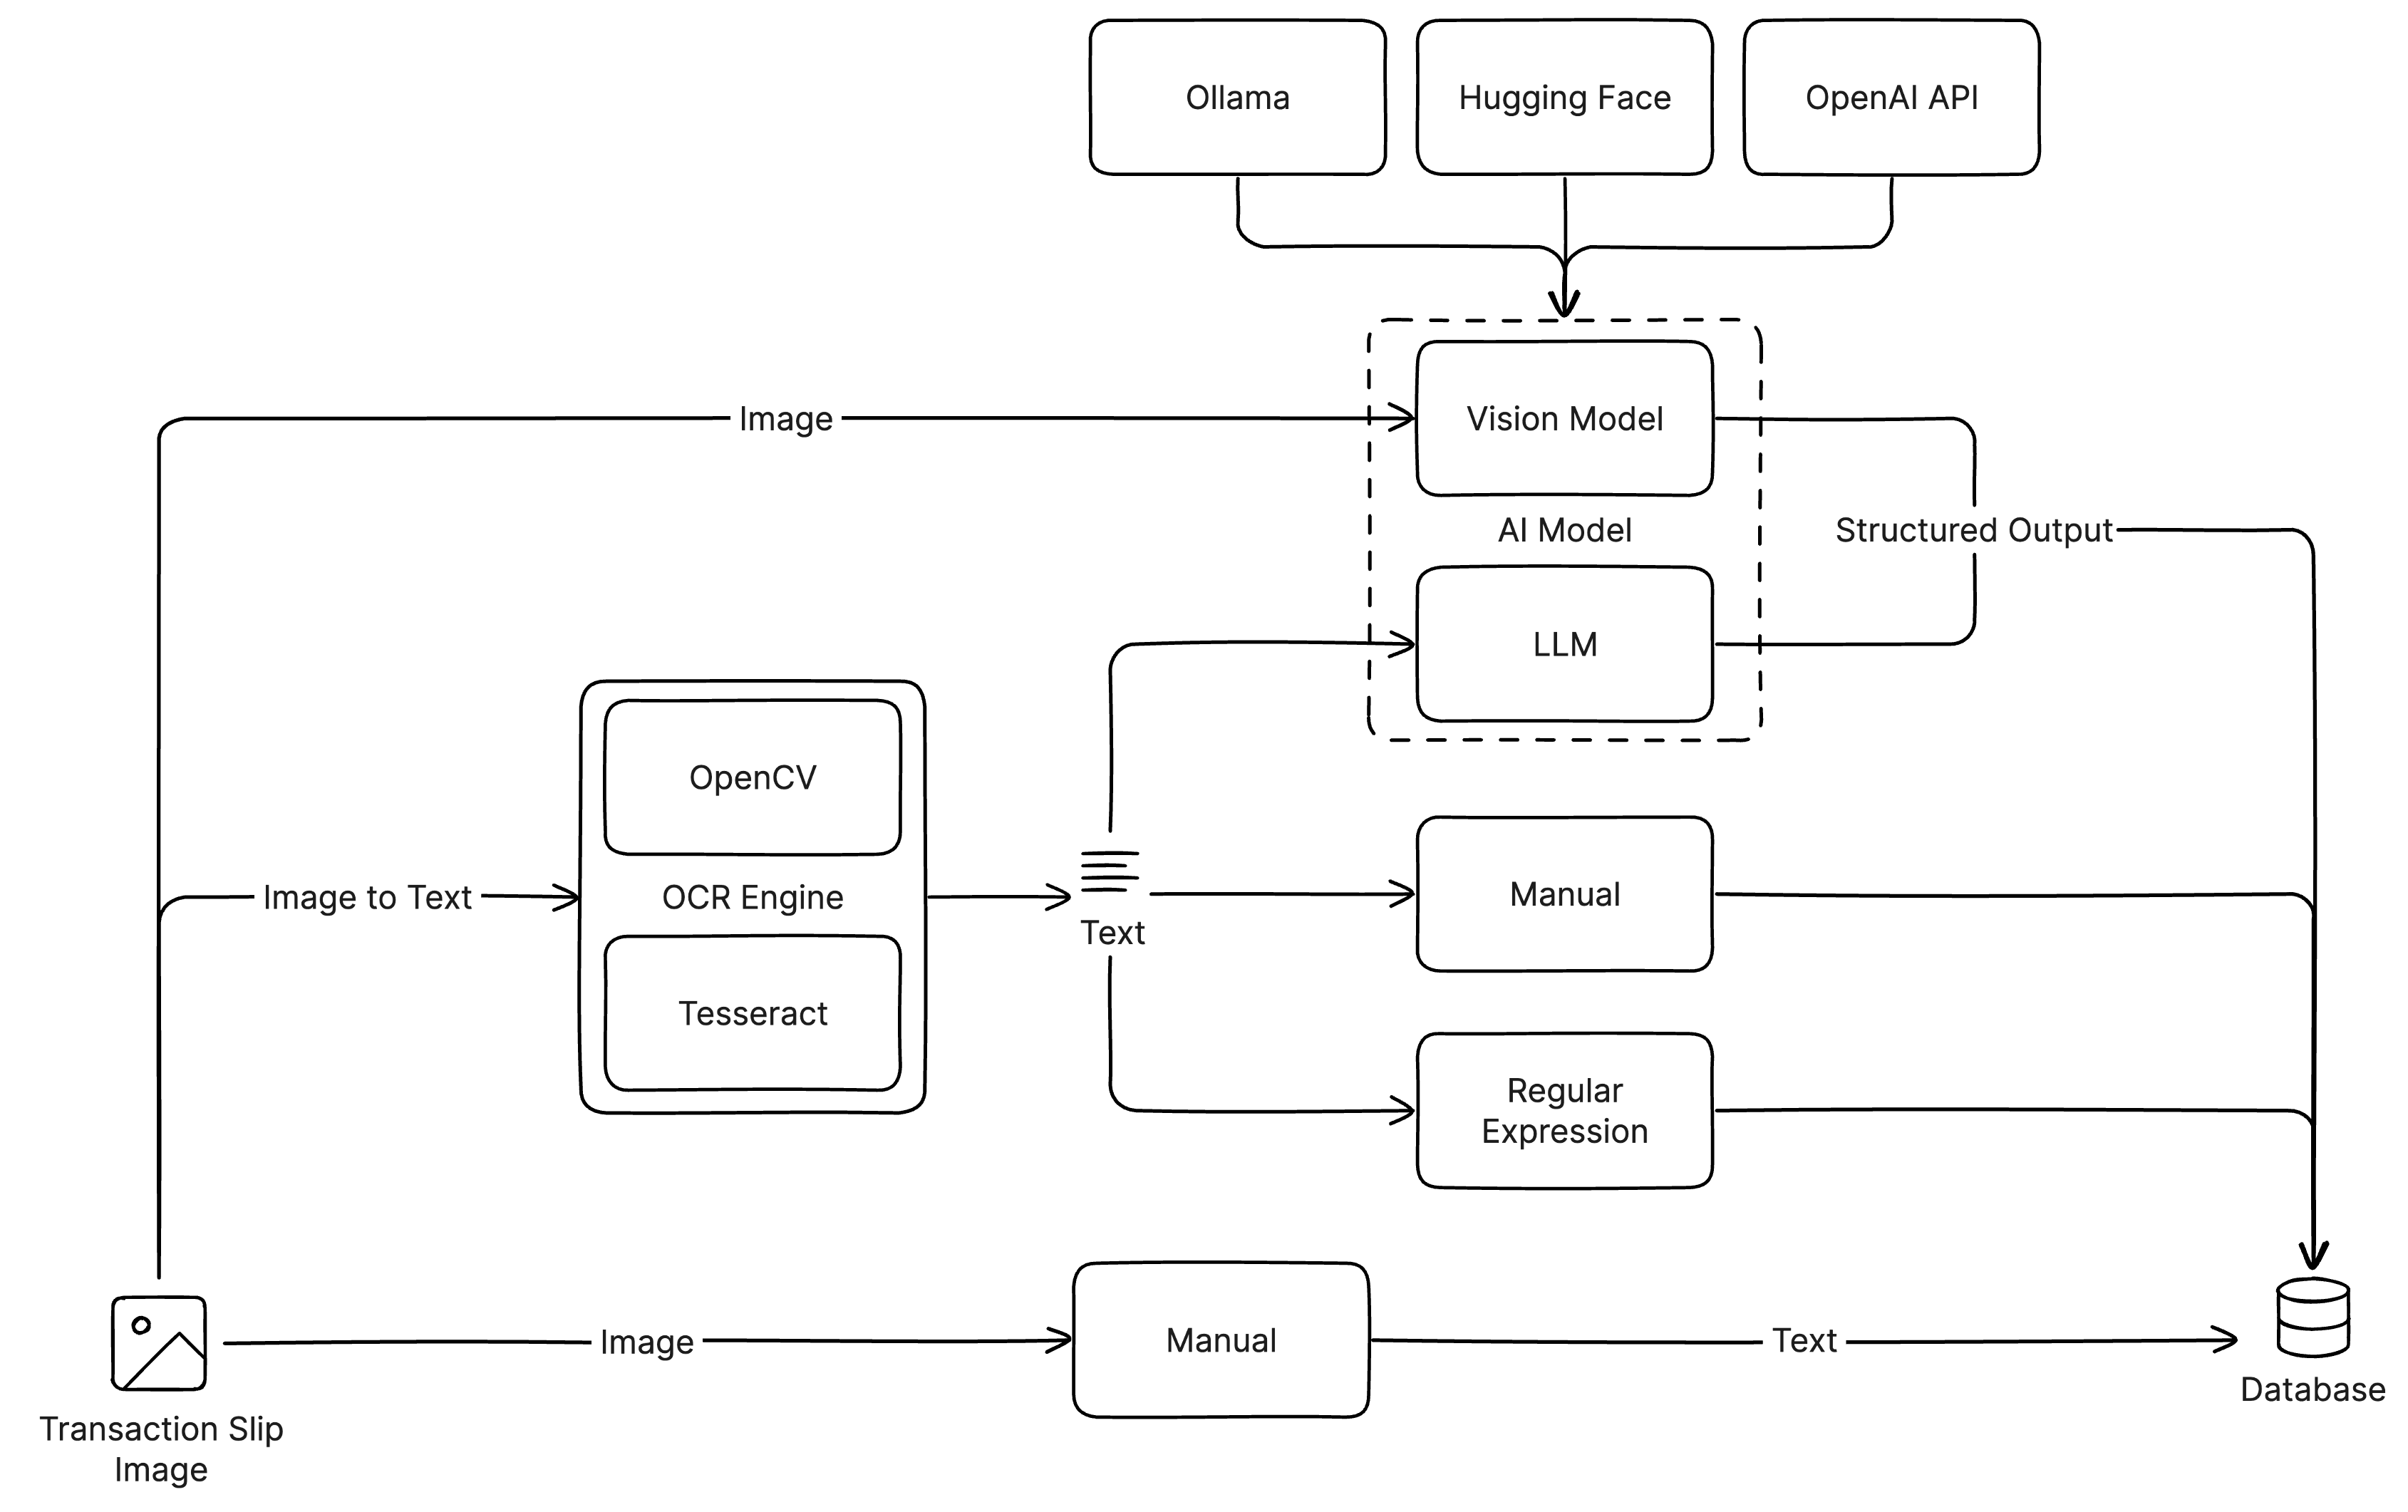 Ollama
Hugging Face
OpenAI API
Image
Vision Model
AI Model
Structured Output
LLM
OpenCV
Image to Text
OCR Engine
Text
Manual
Tesseract
Regular
Expression
Image
Manual
Text
Transaction Slip
Image
Database